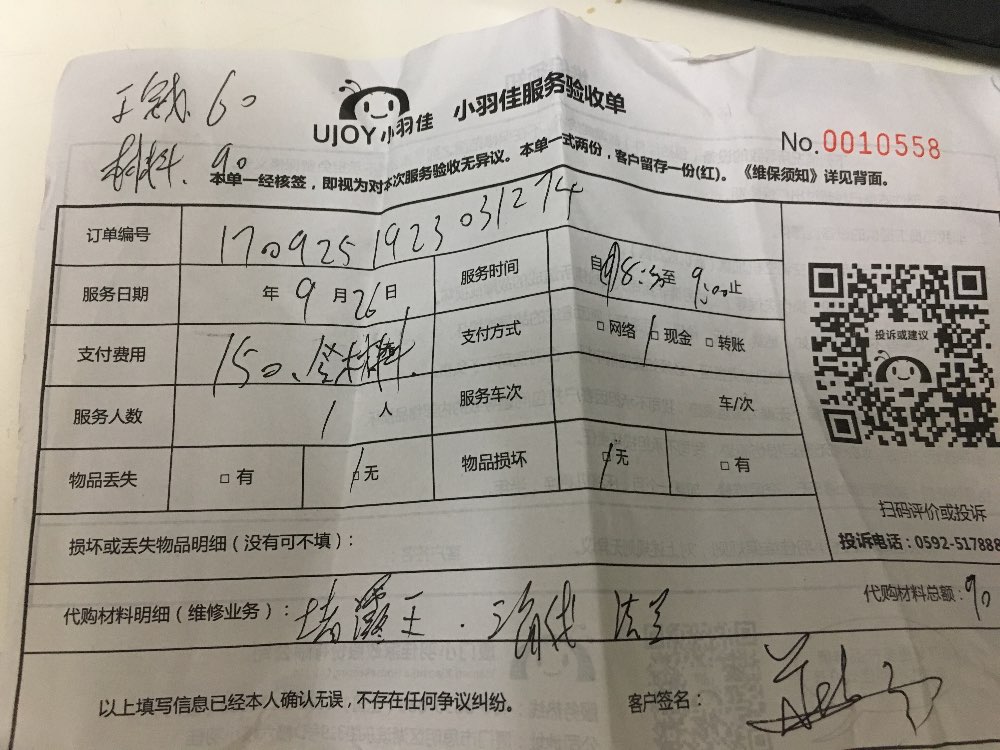 工钱. 60
材料. 90
UJOY小羽佳 小羽佳服务验收单
No.0010558
本单一经核签，即视为对本次服务验收无异议。本单一式两份，客户留存一份(红)。《维保须知》详见背面。
订单编号 1709251923031274
服务日期 年 9 月 26 日 服务时间 自 8:30 至 9:00 止
支付费用 150. 含材料. 支付方式 □ 网络 □ 现金 □ 转账
服务人数 1 人 服务车次 车/次
物品丢失 □ 有 □ 无 物品损坏 □ 无 □ 有
投诉或建议
扫码评价或投诉
投诉电话：0592-517888
损坏或丢失物品明细（没有可不填）：
代购材料明细（维修业务）：堵漏王. 三角代 法兰 代购材料总额：90
以上填写信息已经本人确认无误，不存在任何争议纠纷。 客户签名：